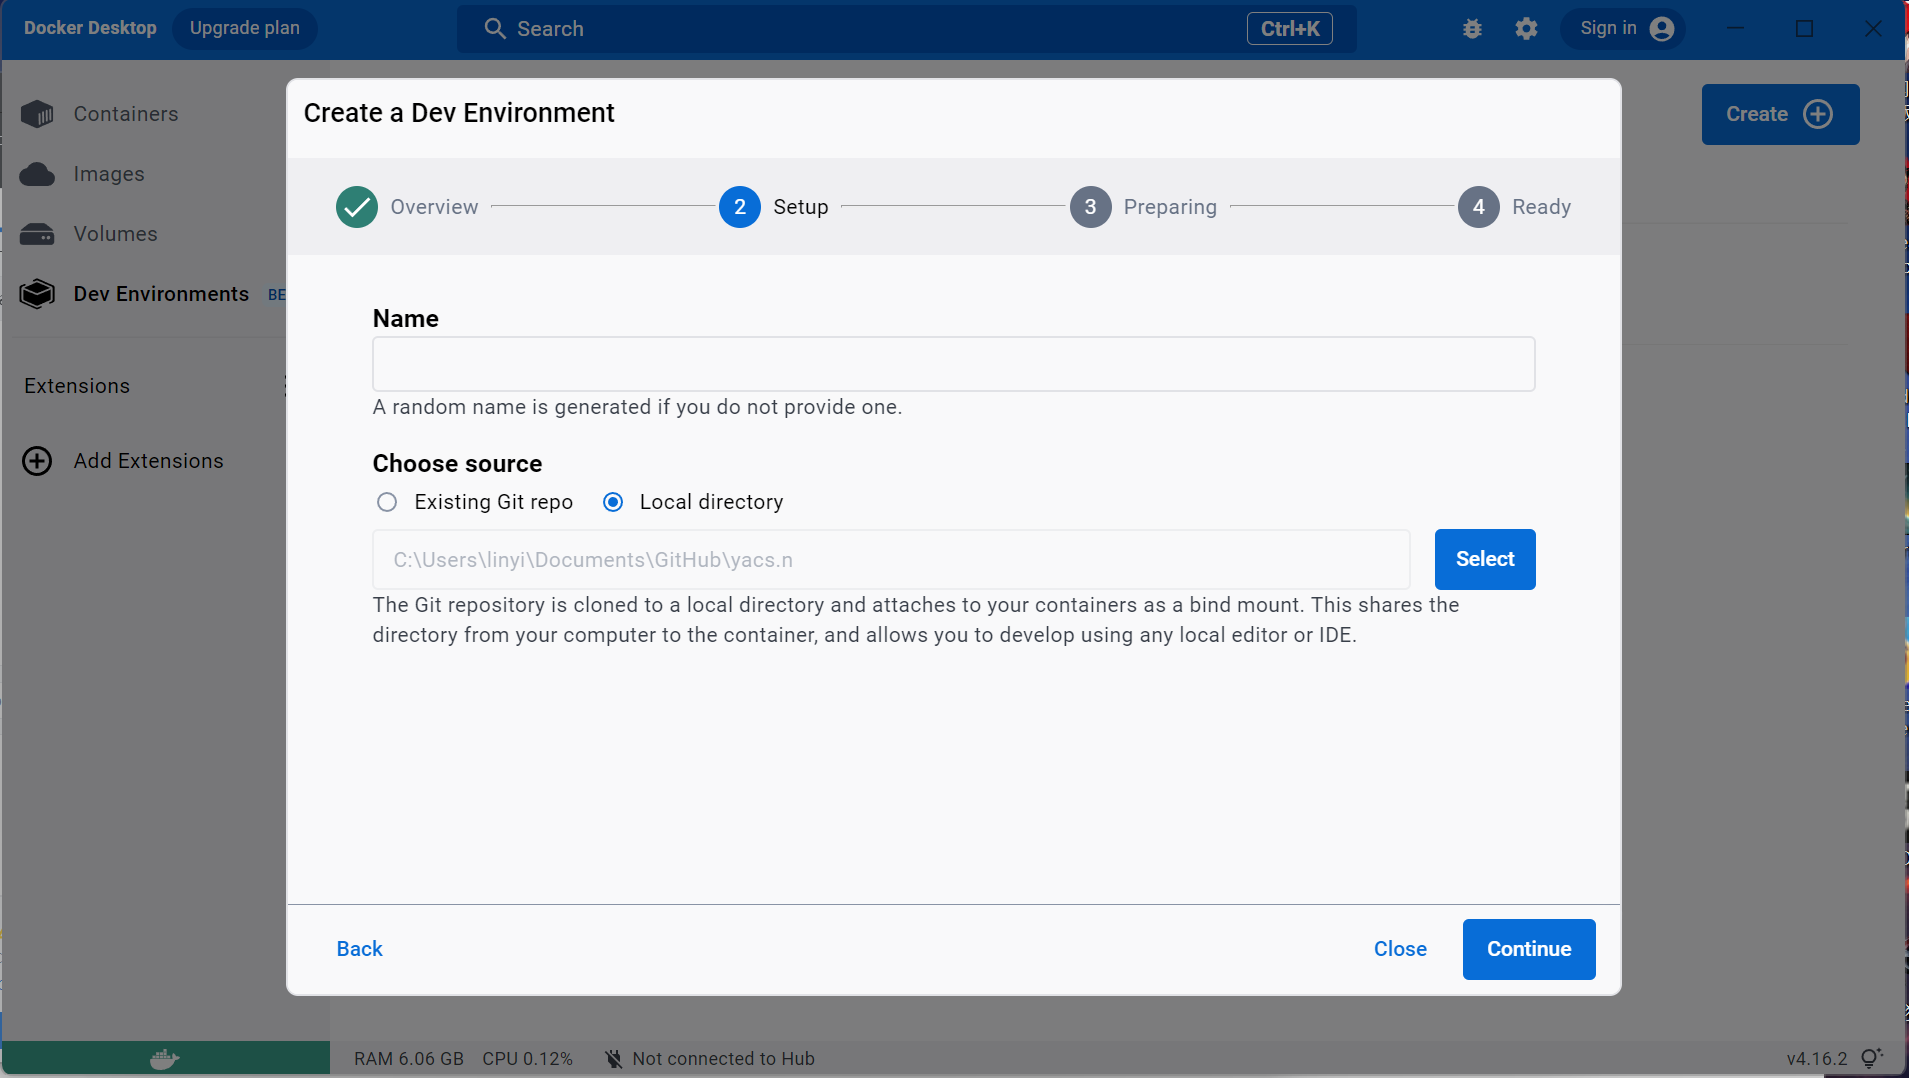 Docker Desktop
Upgrade plan
Search
Ctrl+K
Sign in
Containers
Images
Volumes
Dev Environments
BE
Extensions
Add Extensions
Create
Create a Dev Environment
Overview
2
Setup
3
Preparing
4
Ready
Name
A random name is generated if you do not provide one.
Choose source
Existing Git repo
Local directory
C:\Users\linyi\Documents\GitHub\yacs.n
Select
The Git repository is cloned to a local directory and attaches to your containers as a bind mount. This shares the
directory from your computer to the container, and allows you to develop using any local editor or IDE.
Back
Close
Continue
RAM 6.06 GB
CPU 0.12%
Not connected to Hub
v4.16.2